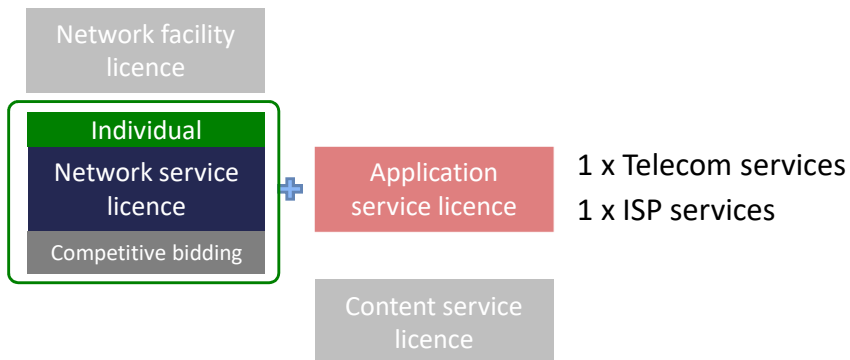 Network facility
licence
Individual
Network service
licence
Competitive bidding
Application
service licence
1 x Telecom services
1 x ISP services
Content service
licence